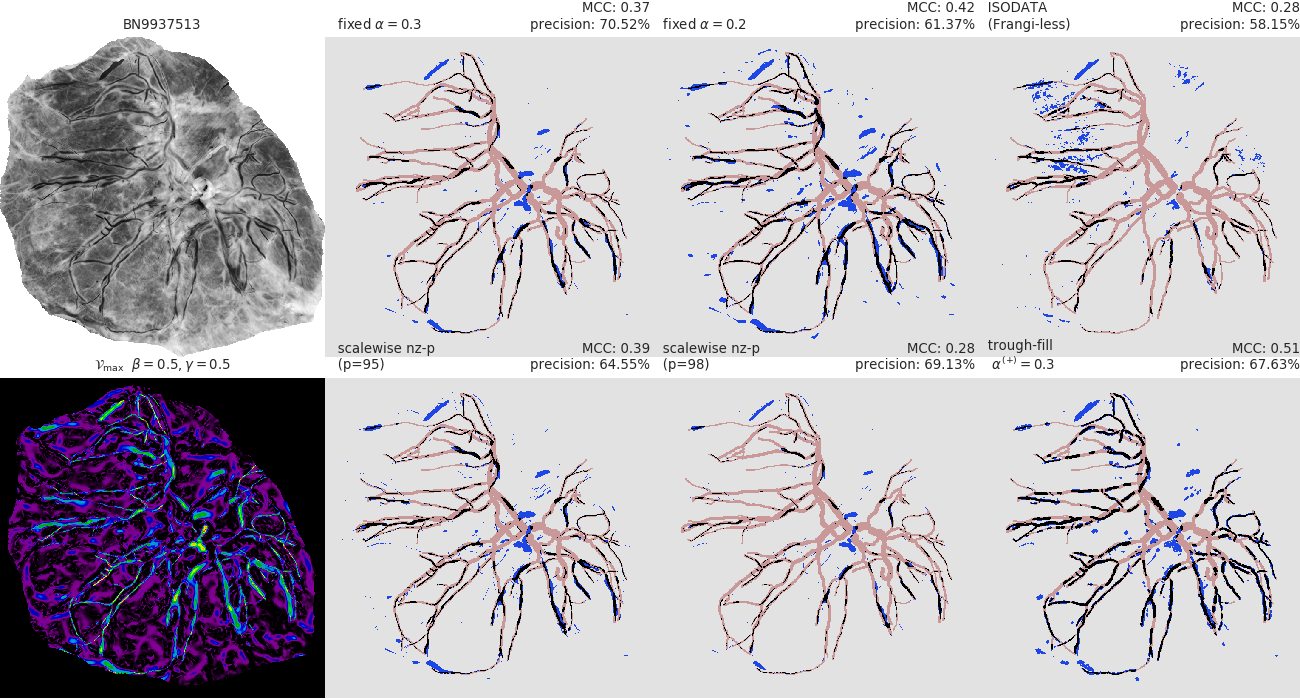 BN9937513
fixed α = 0.3
MCC: 0.37
precision: 70.52%
fixed α = 0.2
MCC: 0.42
precision: 61.37%
ISODATA
(Frangi-less)
MCC: 0.28
precision: 58.15%
𝒱max β = 0.5, γ = 0.5
scalewise nz-p
(p=95)
MCC: 0.39
precision: 64.55%
scalewise nz-p
(p=98)
MCC: 0.28
precision: 69.13%
trough-fill
α(+) = 0.3
MCC: 0.51
precision: 67.63%